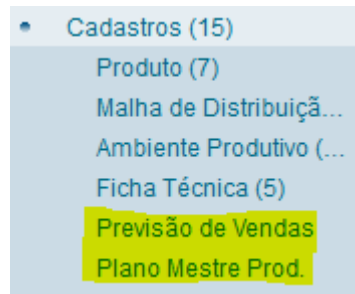 Cadastros (15)
Produto (7)
Malha de Distribuiçã...
Ambiente Produtivo (...
Ficha Técnica (5)
Previsão de Vendas
Plano Mestre Prod.